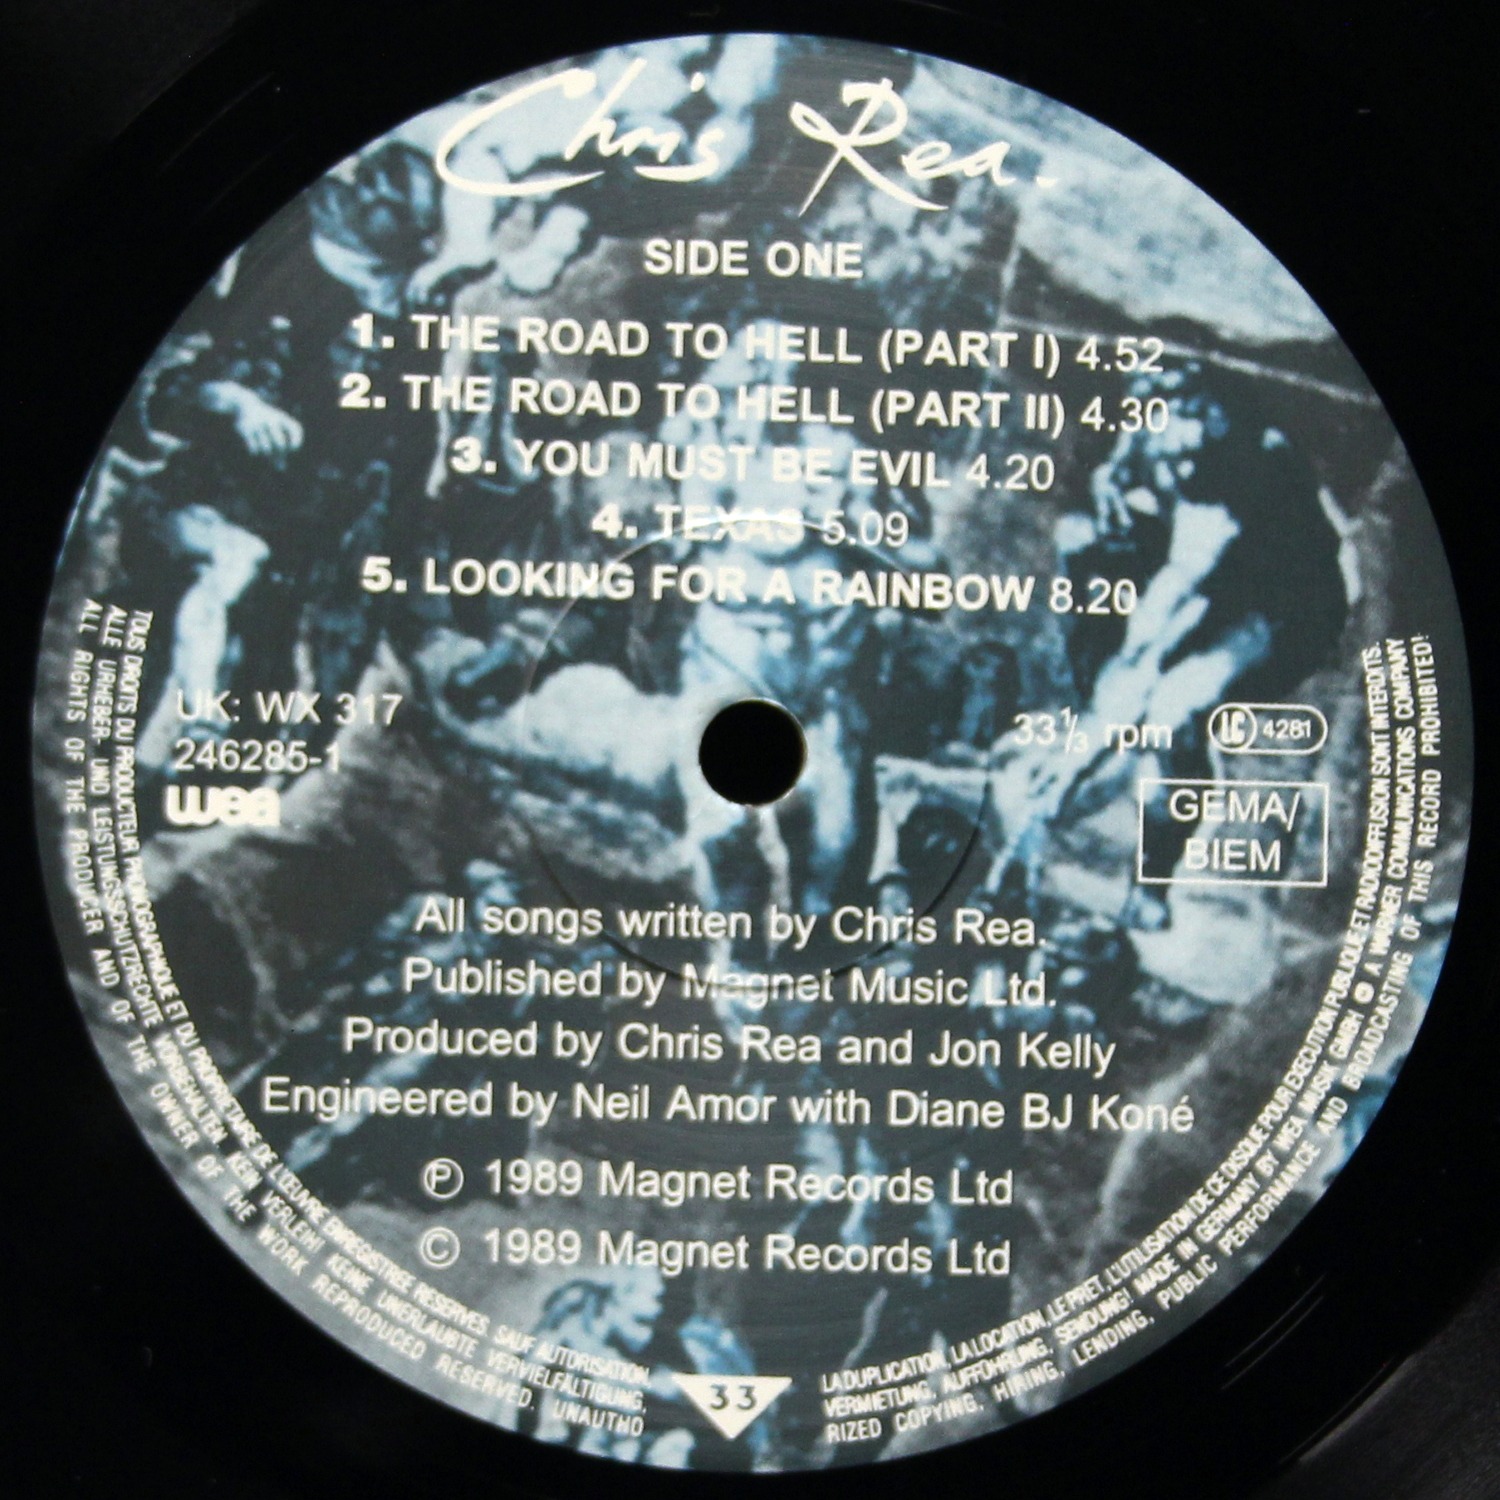 Chris Rea.
SIDE ONE
1. THE ROAD TO HELL (PART I) 4.52
2. THE ROAD TO HELL (PART II) 4.30
3. YOU MUST BE EVIL 4.20
4. TEXAS 5.09
5. LOOKING FOR A RAINBOW 8.20
UK: WX 317
246285-1
wea
33⅓ rpm
LC 4281
GEMA/
BIEM
All songs written by Chris Rea.
Published by Magnet Music Ltd.
Produced by Chris Rea and Jon Kelly
Engineered by Neil Amor with Diane BJ Koné
℗ 1989 Magnet Records Ltd
© 1989 Magnet Records Ltd
TOUS DROITS DU PRODUCTEUR PHONOGRAPHIQUE ET DU PROPRIETAIRE DE L'ŒUVRE ENREGISTREE RESERVES. SAUF AUTORISATION, LA DUPLICATION, LA LOCATION, LE PRET, L'UTILISATION DE CE DISQUE POUR EXECUTION PUBLIQUE ET RADIODIFFUSION SONT INTERDITS.
ALLE URHEBER- UND LEISTUNGSSCHUTZRECHTE VORBEHALTEN. KEIN VERLEIH! KEINE UNERLAUBTE VERVIELFÄLTIGUNG, VERMIETUNG, AUFFÜHRUNG, SENDUNG! MADE IN GERMANY BY WEA MUSIK GMBH A WARNER COMMUNICATIONS COMPANY
ALL RIGHTS OF THE PRODUCER AND OF THE OWNER OF THE WORK REPRODUCED RESERVED. UNAUTHORIZED COPYING, HIRING, LENDING, PUBLIC PERFORMANCE AND BROADCASTING OF THIS RECORD PROHIBITED!
33